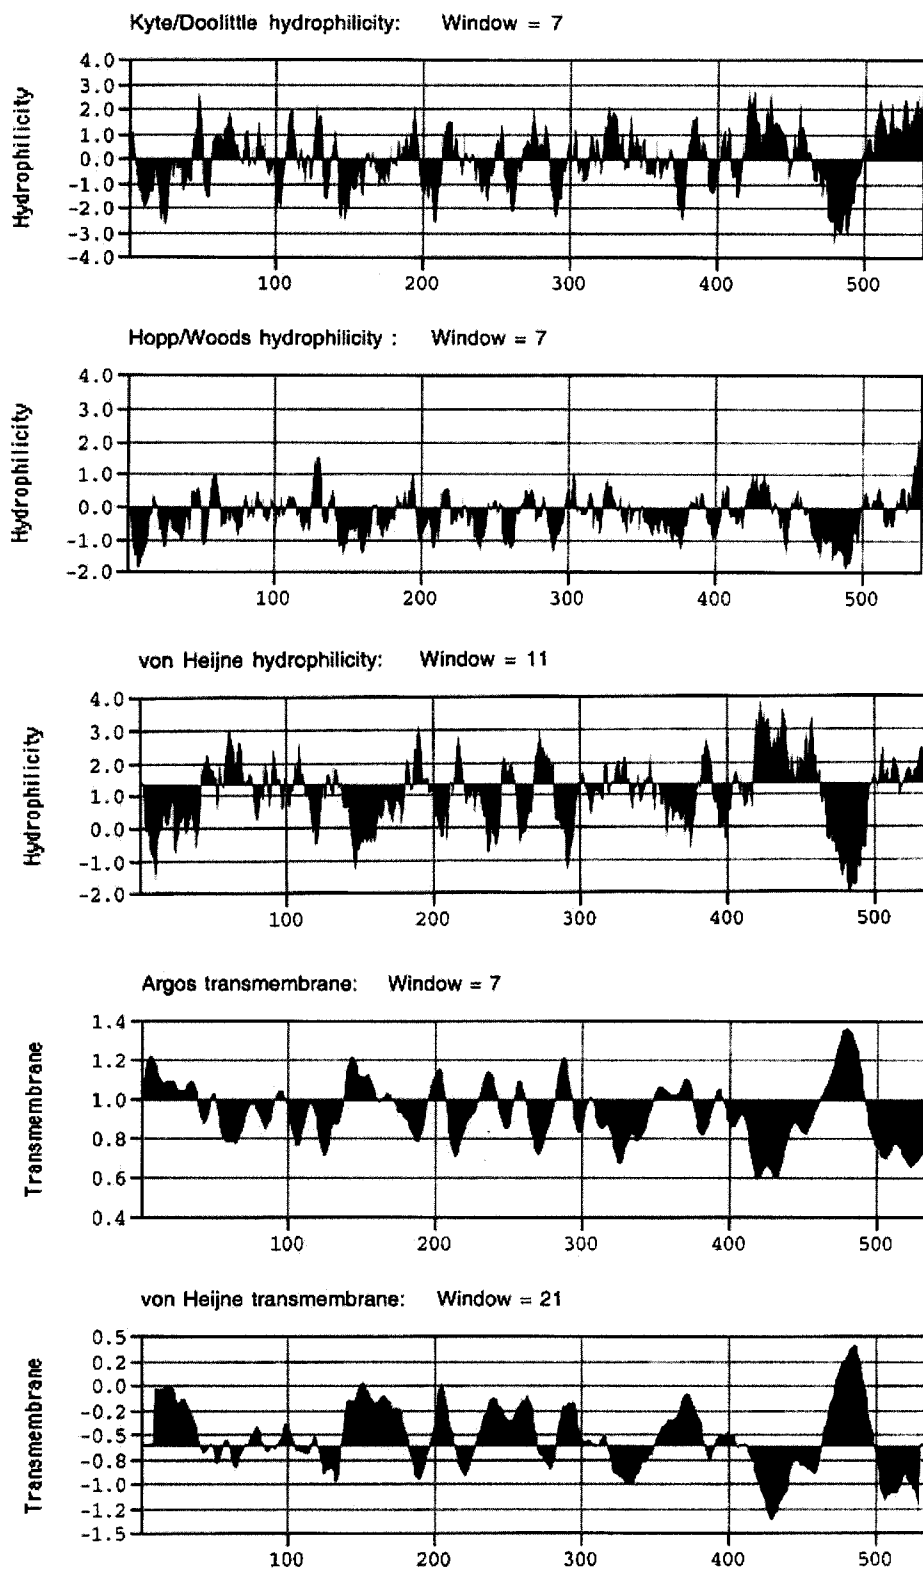 Kyte/Doolittle hydrophilicity: Window = 7
Hydrophilicity
4.0
3.0
2.0
1.0
0.0
-1.0
-2.0
-3.0
-4.0
100 200 300 400 500
Hopp/Woods hydrophilicity : Window = 7
Hydrophilicity
4.0
3.0
2.0
1.0
0.0
-1.0
-2.0
100 200 300 400 500
von Heijne hydrophilicity: Window = 11
Hydrophilicity
4.0
3.0
2.0
1.0
0.0
-1.0
-2.0
100 200 300 400 500
Argos transmembrane: Window = 7
Transmembrane
1.4
1.2
1.0
0.8
0.6
0.4
100 200 300 400 500
von Heijne transmembrane: Window = 21
Transmembrane
0.5
0.2
0.0
-0.2
-0.5
-0.8
-1.0
-1.2
-1.5
100 200 300 400 500